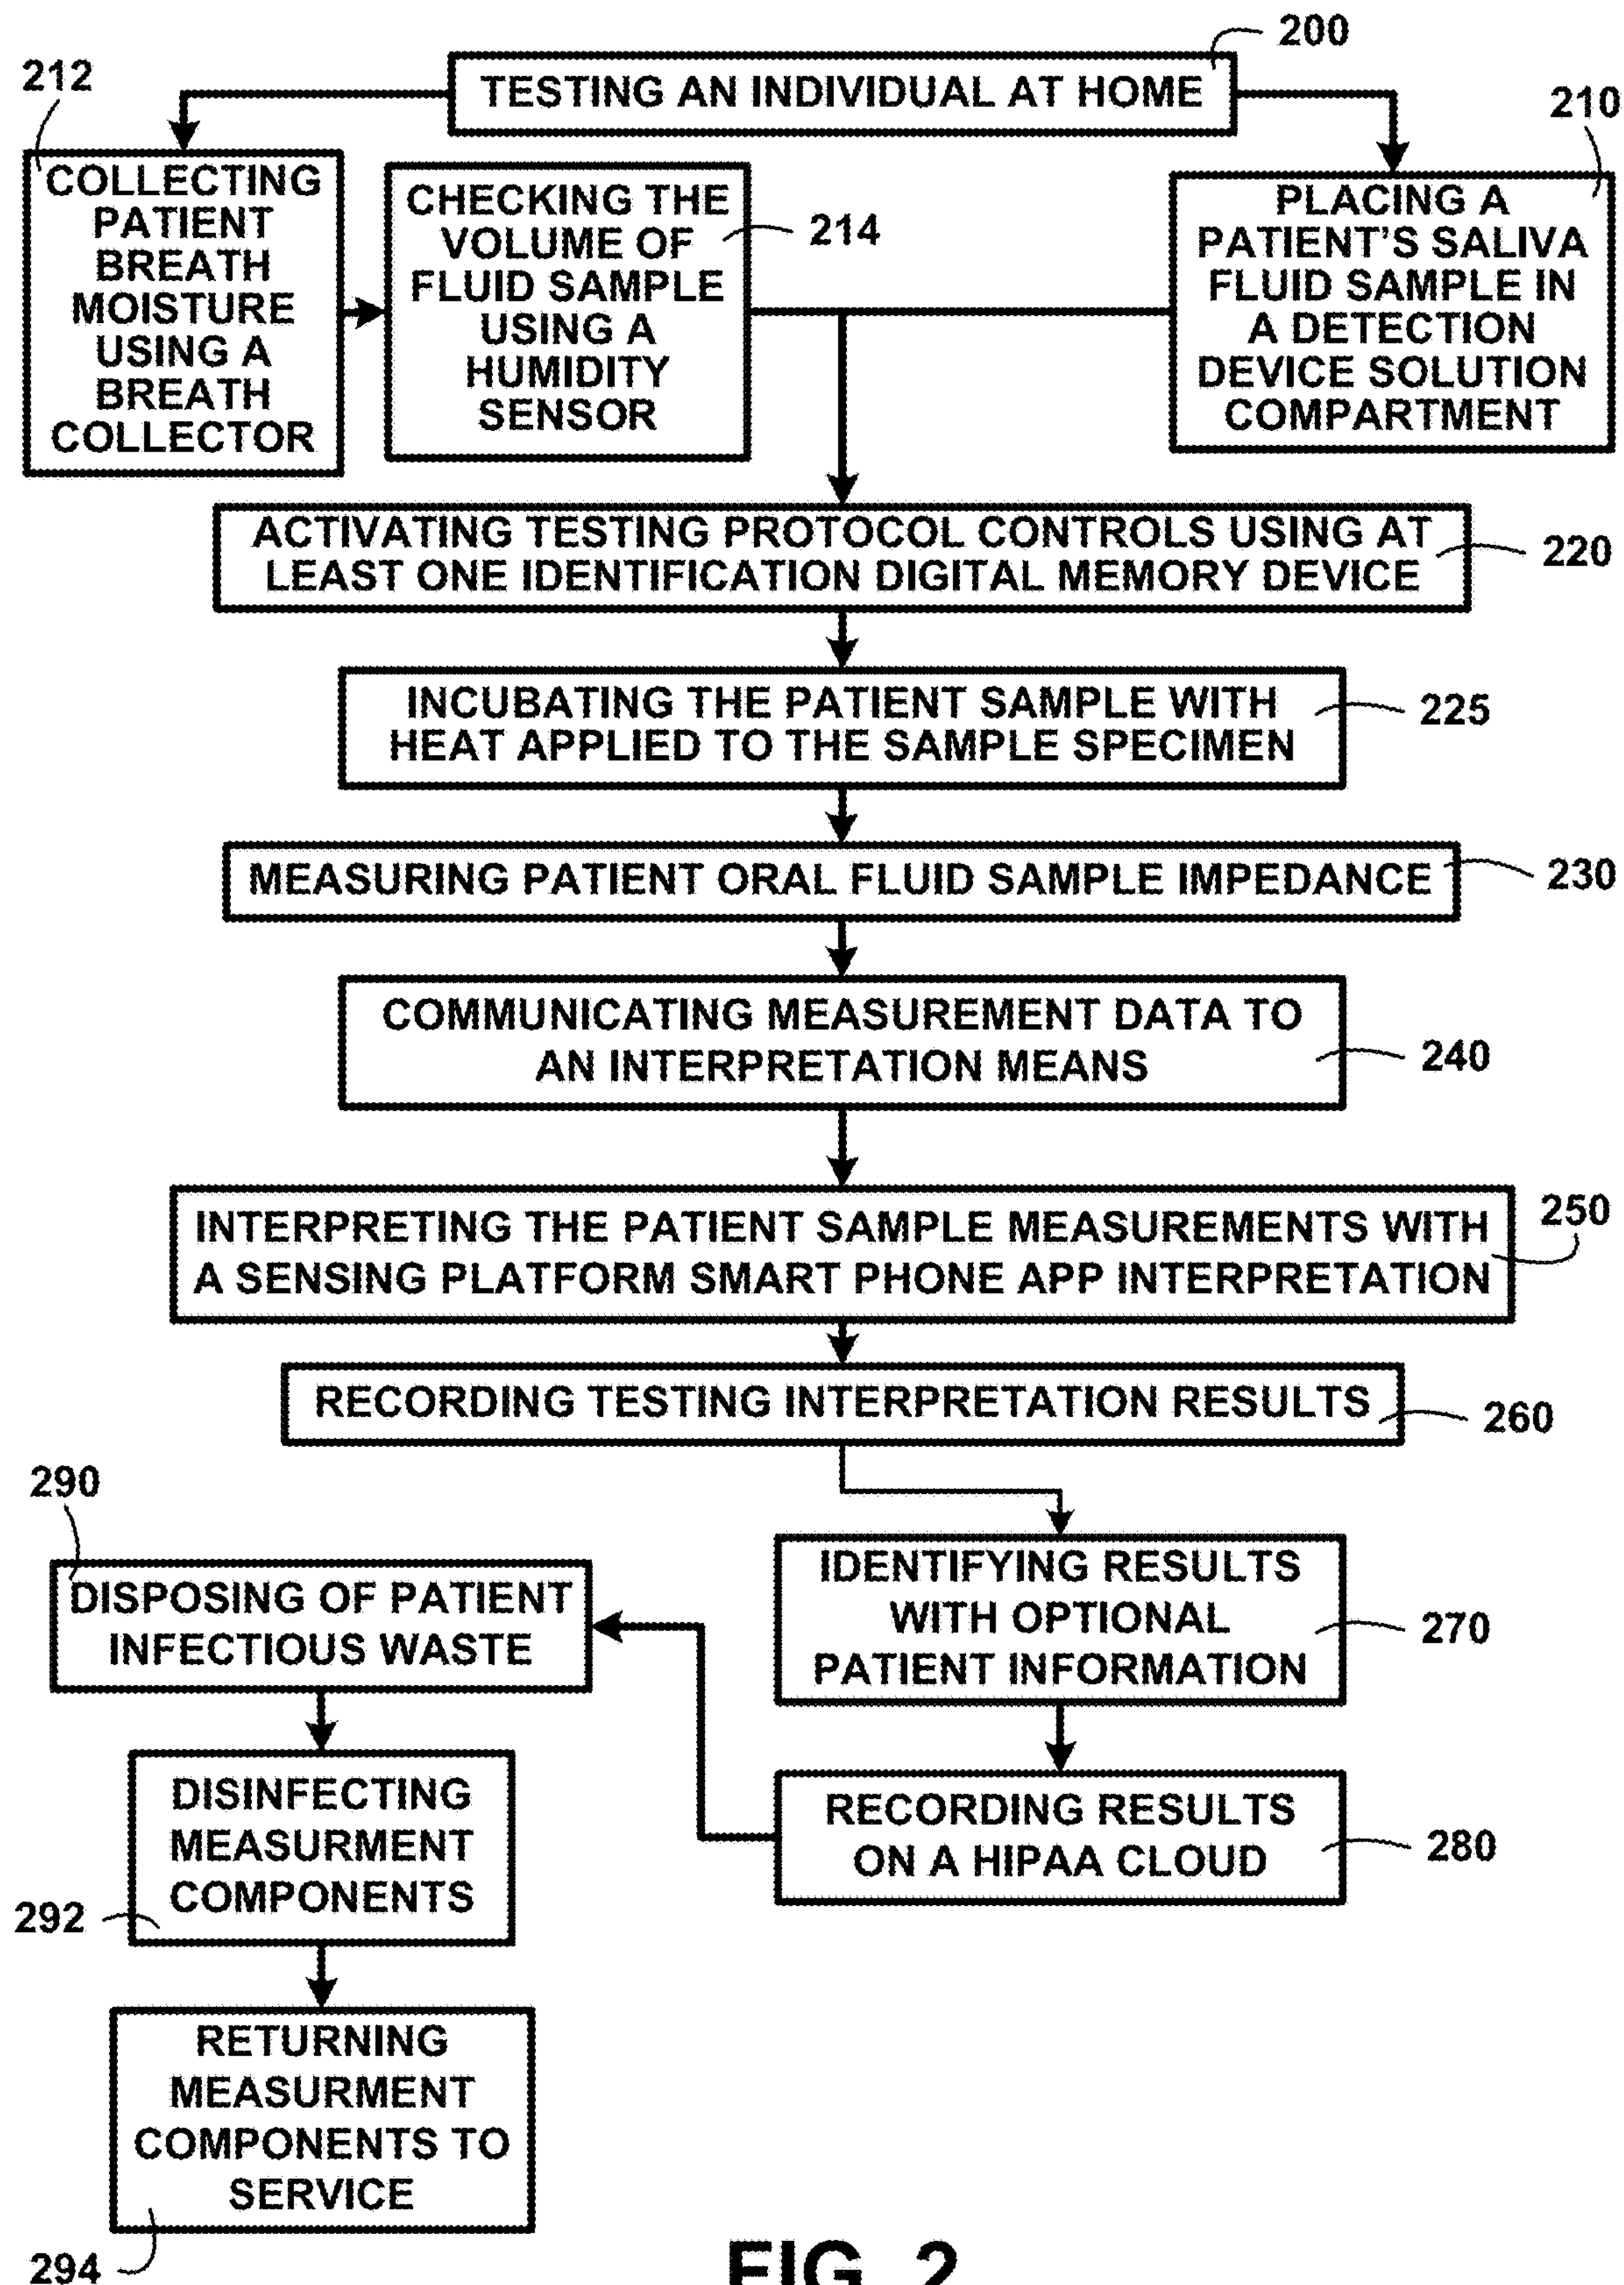 200
TESTING AN INDIVIDUAL AT HOME
212
COLLECTING
PATIENT
BREATH
MOISTURE
USING A
BREATH
COLLECTOR
CHECKING THE
VOLUME OF
FLUID SAMPLE
USING A
HUMIDITY
SENSOR
214
210
PLACING A
PATIENT'S SALIVA
FLUID SAMPLE IN
A DETECTION
DEVICE SOLUTION
COMPARTMENT
ACTIVATING TESTING PROTOCOL CONTROLS USING AT
LEAST ONE IDENTIFICATION DIGITAL MEMORY DEVICE
220
INCUBATING THE PATIENT SAMPLE WITH
HEAT APPLIED TO THE SAMPLE SPECIMEN
225
MEASURING PATIENT ORAL FLUID SAMPLE IMPEDANCE
230
COMMUNICATING MEASUREMENT DATA TO
AN INTERPRETATION MEANS
240
INTERPRETING THE PATIENT SAMPLE MEASUREMENTS WITH
A SENSING PLATFORM SMART PHONE APP INTERPRETATION
250
RECORDING TESTING INTERPRETATION RESULTS
260
IDENTIFYING RESULTS
WITH OPTIONAL
PATIENT INFORMATION
270
RECORDING RESULTS
ON A HIPAA CLOUD
280
290
DISPOSING OF PATIENT
INFECTIOUS WASTE
DISINFECTING
MEASURMENT
COMPONENTS
292
RETURNING
MEASURMENT
COMPONENTS TO
SERVICE
294
FIG. 2